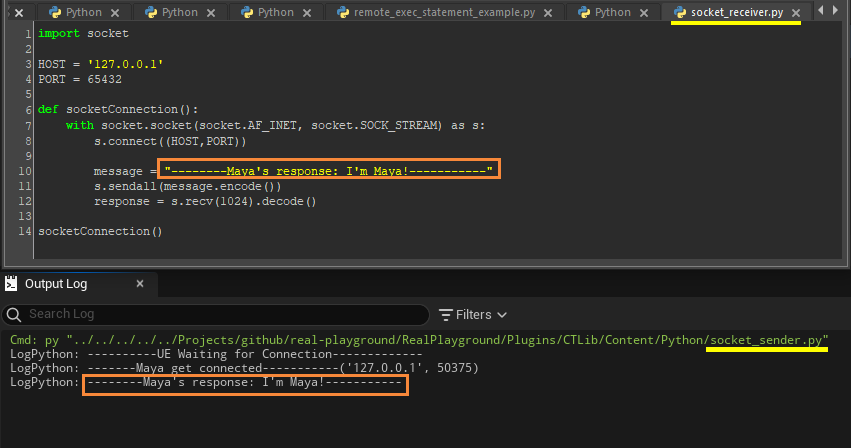 Python
Python
Python
remote_exec_statement_example.py
Python
socket_receiver.py
1 import socket
2
3 HOST = '127.0.0.1'
4 PORT = 65432
5
6 def socketConnection():
7 with socket.socket(socket.AF_INET, socket.SOCK_STREAM) as s:
8 s.connect((HOST,PORT))
9
10 message = "--------Maya's response: I'm Maya!-----------"
11 s.sendall(message.encode())
12 response = s.recv(1024).decode()
13
14 socketConnection()
Output Log
Search Log
Filters
Cmd: py "../../../../../Projects/github/real-playground/RealPlayground/Plugins/CTLib/Content/Python/socket_sender.py"
LogPython: ----------UE Waiting for Connection-------------
LogPython: -------Maya get connected-----------('127.0.0.1', 50375)
LogPython: --------Maya's response: I'm Maya!-----------